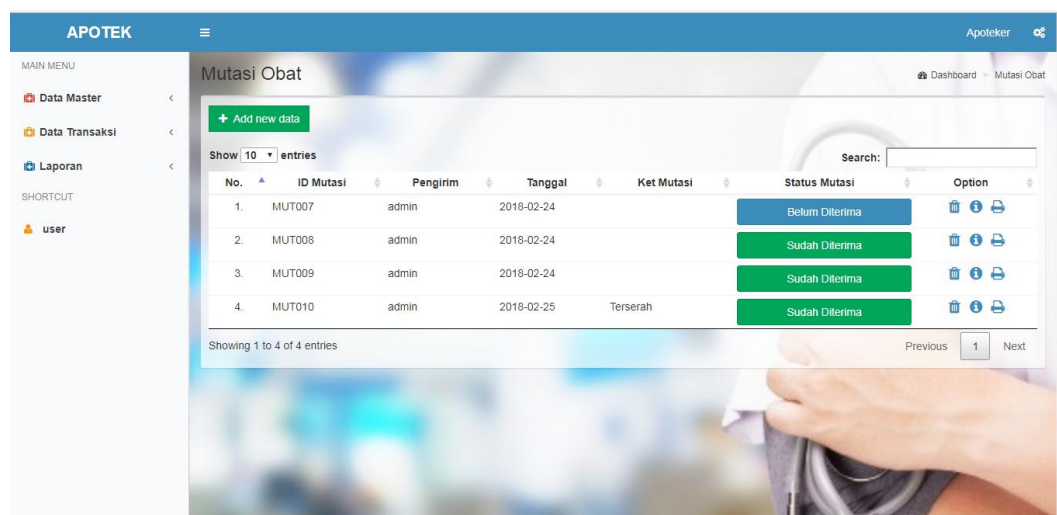 APOTEK
Apoteker
MAIN MENU
Mutasi Obat
Dashboard > Mutasi Obat
Data Master
Data Transaksi
Laporan
SHORTCUT
user
+ Add new data
Show 10 entries
Search:
No. ID Mutasi Pengirim Tanggal Ket Mutasi Status Mutasi Option
1. MUT007 admin 2018-02-24 Belum Diterima
2. MUT008 admin 2018-02-24 Sudah Diterima
3. MUT009 admin 2018-02-24 Sudah Diterima
4. MUT010 admin 2018-02-25 Terserah Sudah Diterima
Showing 1 to 4 of 4 entries
Previous 1 Next